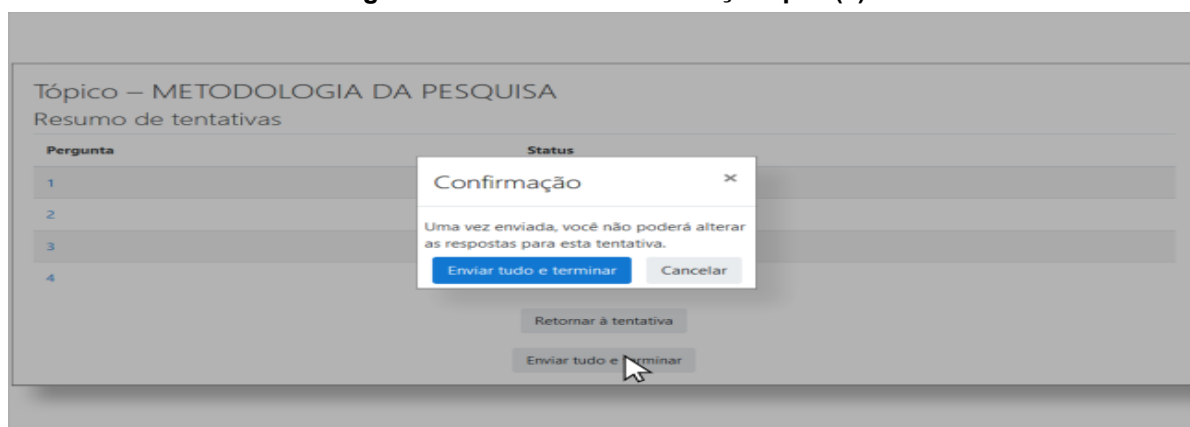 Tópico – METODOLOGIA DA PESQUISA
Resumo de tentativas
Pergunta Status
1
2
3
4
Confirmação ×
Uma vez enviada, você não poderá alterar
as respostas para esta tentativa.
Enviar tudo e terminar Cancelar
Retornar à tentativa
Enviar tudo e terminar